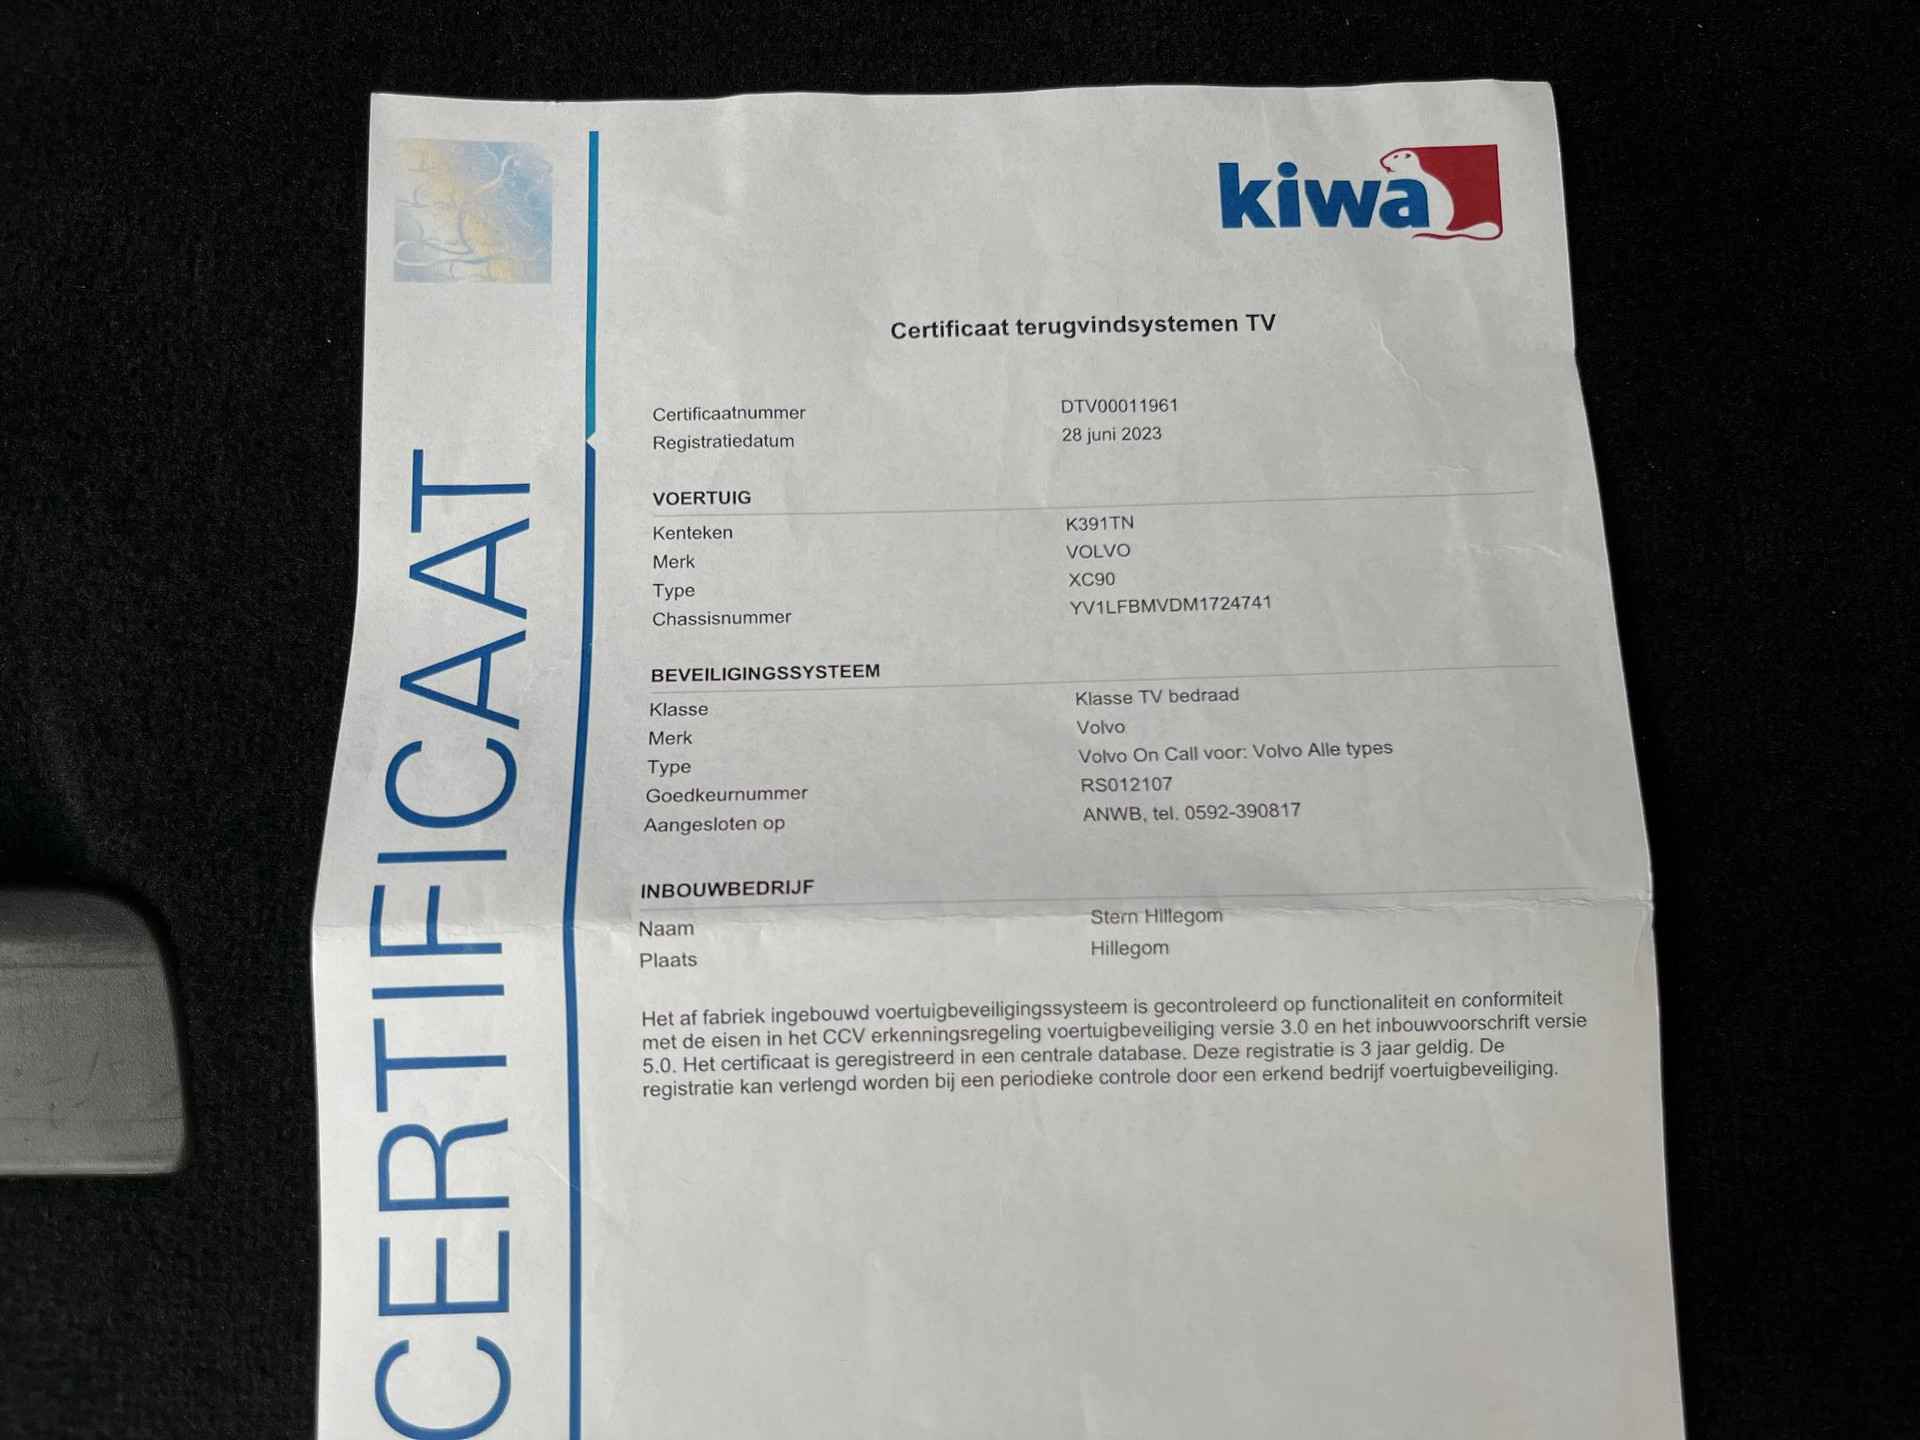 CERTIFICAAT
kiwa
Certificaat terugvindsystemen TV
Certificaatnummer DTV00011961
Registratiedatum 28 juni 2023
VOERTUIG
Kenteken K391TN
Merk VOLVO
Type XC90
Chassisnummer YV1LFBMVDM1724741
BEVEILIGINGSSYSTEEM
Klasse Klasse TV bedraad
Merk Volvo
Type Volvo On Call voor: Volvo Alle types
Goedkeurnummer RS012107
Aangesloten op ANWB, tel. 0592-390817
INBOUWBEDRIJF
Naam Stern Hillegom
Plaats Hillegom
Het af fabriek ingebouwd voertuigbeveiligingssysteem is gecontroleerd op functionaliteit en conformiteit
met de eisen in het CCV erkenningsregeling voertuigbeveiliging versie 3.0 en het inbouwvoorschrift versie
5.0. Het certificaat is geregistreerd in een centrale database. Deze registratie is 3 jaar geldig. De
registratie kan verlengd worden bij een periodieke controle door een erkend bedrijf voertuigbeveiliging.